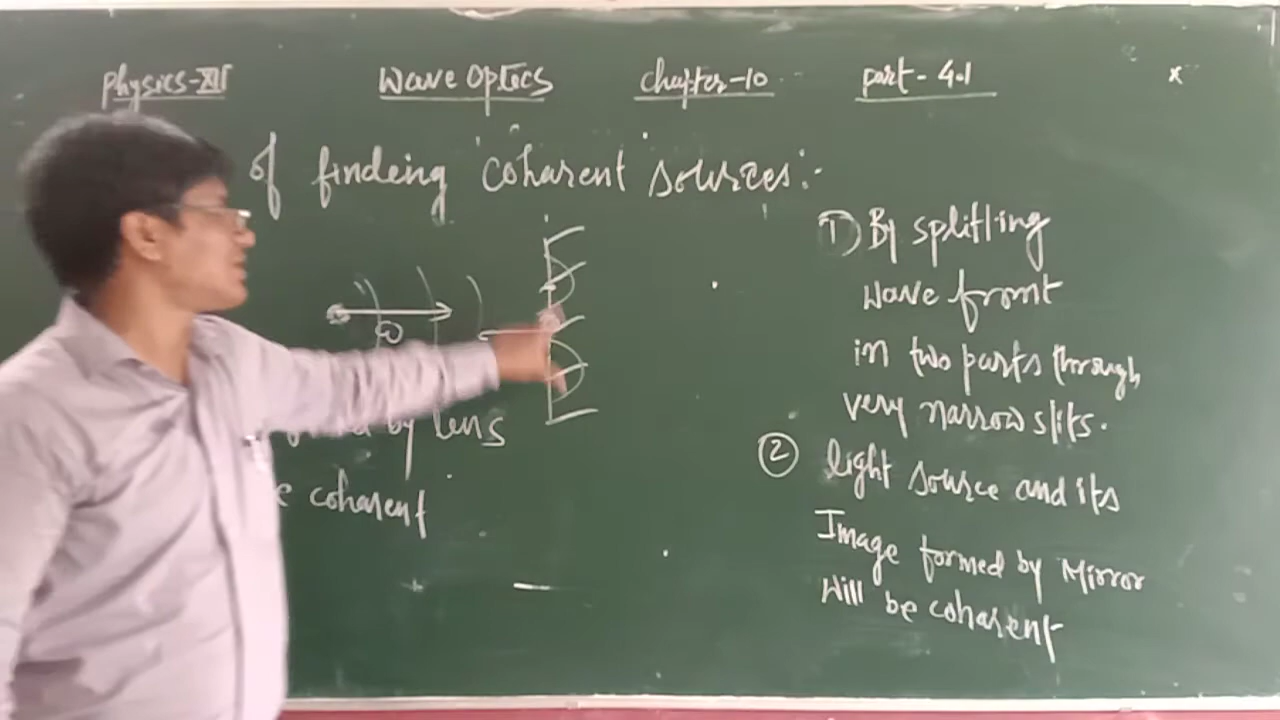 Physics-XII Wave Optics chapter-10 part-4.1
of findeing coharent sources:-
① By splitting
wave front
in two parts through
very narrow slits.
② light source and its
Image formed by Mirror
Will be coharent
by lens
coharent